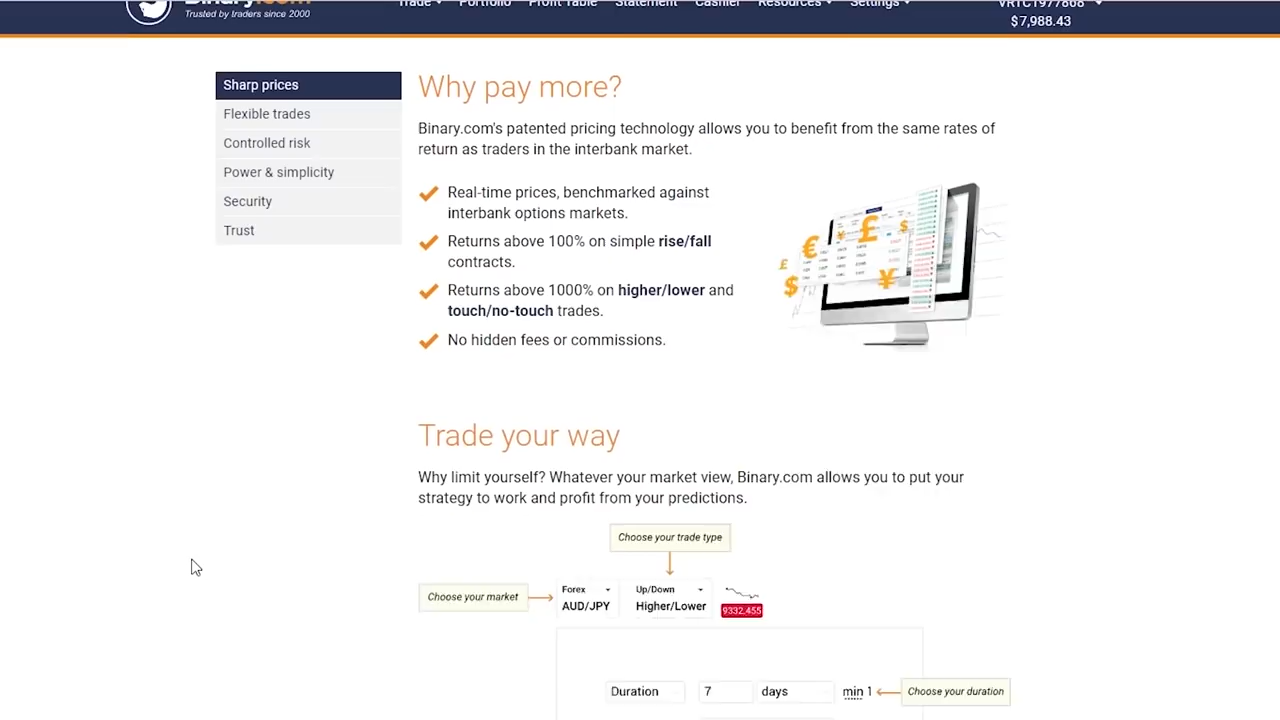 Binary.com
Trusted by traders since 2000
Trade
Portfolio
Profit Table
Statement
Cashier
Resources
Settings
VRTC1977868
$7,988.43
Sharp prices
Flexible trades
Controlled risk
Power & simplicity
Security
Trust
Why pay more?
Binary.com's patented pricing technology allows you to benefit from the same rates of
return as traders in the interbank market.
Real-time prices, benchmarked against
interbank options markets.
Returns above 100% on simple rise/fall
contracts.
Returns above 1000% on higher/lower and
touch/no-touch trades.
No hidden fees or commissions.
Trade your way
Why limit yourself? Whatever your market view, Binary.com allows you to put your
strategy to work and profit from your predictions.
Choose your trade type
Choose your market
Forex
AUD/JPY
Up/Down
Higher/Lower
9332.455
Duration
7
days
min 1
Choose your duration